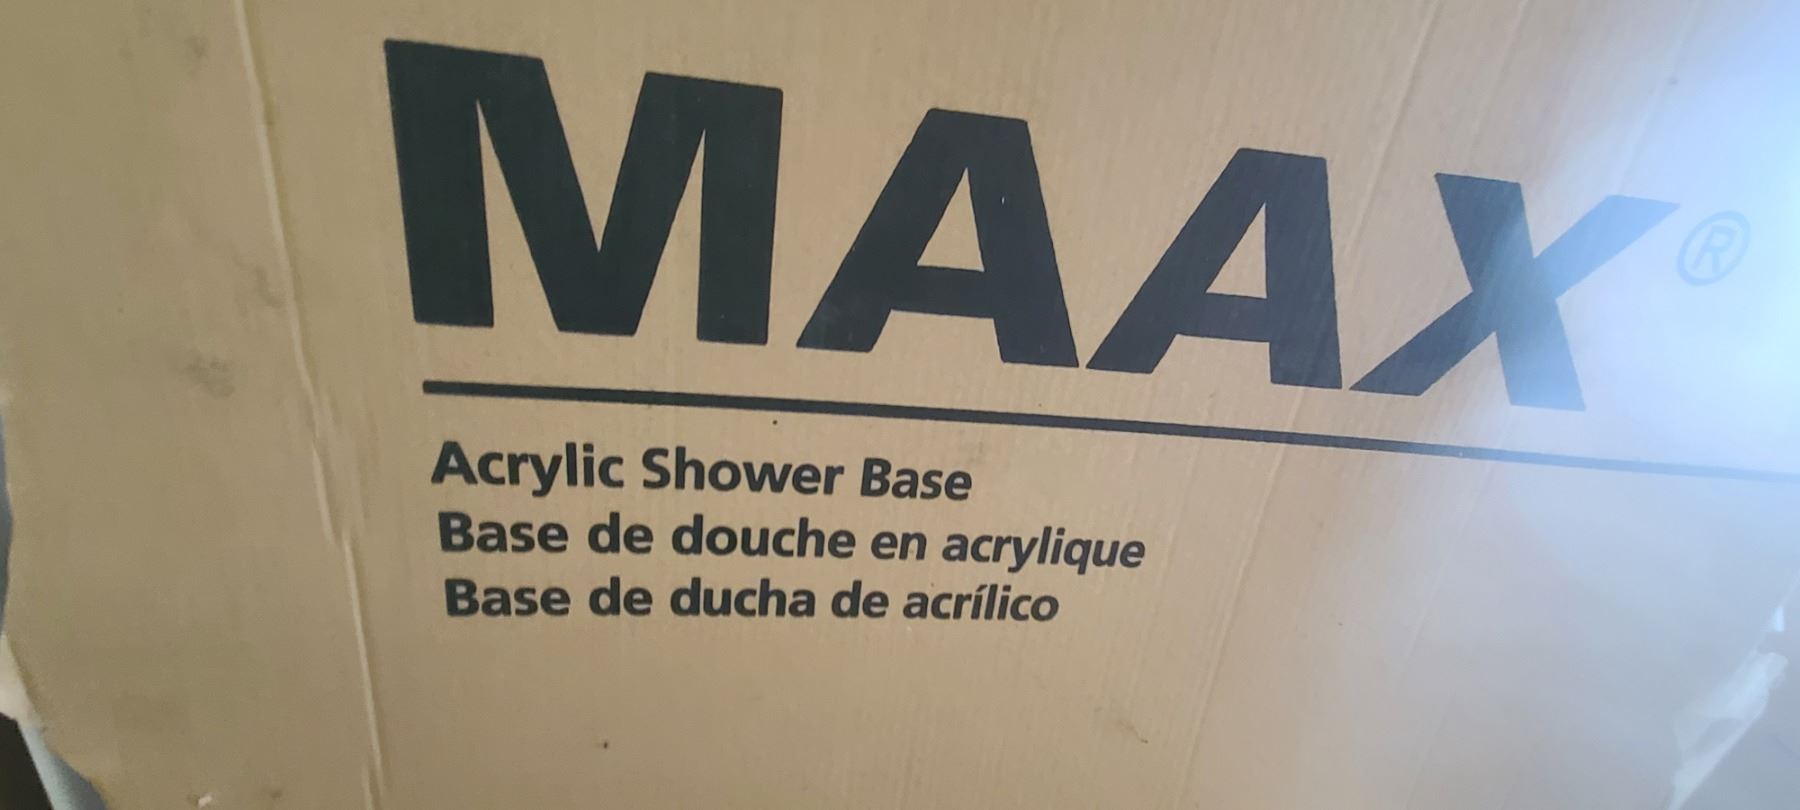 MAAX®
Acrylic Shower Base
Base de douche en acrylique
Base de ducha de acrílico